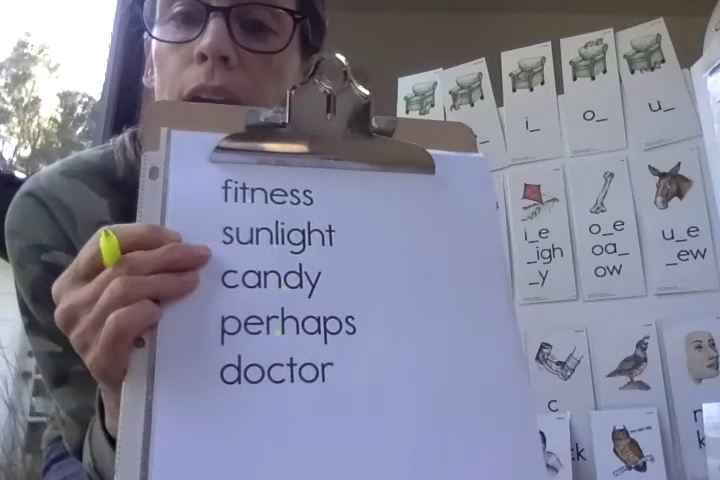 fitness
sunlight
candy
perhaps
doctor
i_
o_
u_
i_e
_igh
_y
o_e
oa_
ow
u_e
_ew
c
k